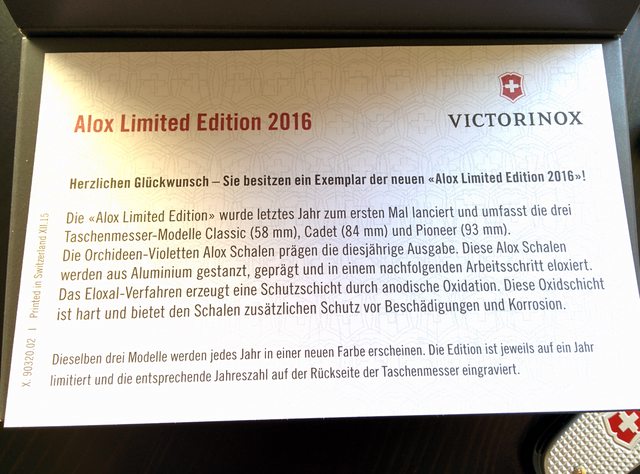 Alox Limited Edition 2016
VICTORINOX
Herzlichen Glückwunsch – Sie besitzen ein Exemplar der neuen «Alox Limited Edition 2016»!
Die «Alox Limited Edition» wurde letztes Jahr zum ersten Mal lanciert und umfasst die drei
Taschenmesser-Modelle Classic (58 mm), Cadet (84 mm) und Pioneer (93 mm).
Die Orchideen-Violetten Alox Schalen prägen die diesjährige Ausgabe. Diese Alox Schalen
werden aus Aluminium gestanzt, geprägt und in einem nachfolgenden Arbeitsschritt eloxiert.
Das Eloxal-Verfahren erzeugt eine Schutzschicht durch anodische Oxidation. Diese Oxidschicht
ist hart und bietet den Schalen zusätzlichen Schutz vor Beschädigungen und Korrosion.
Dieselben drei Modelle werden jedes Jahr in einer neuen Farbe erscheinen. Die Edition ist jeweils auf ein Jahr
limitiert und die entsprechende Jahreszahl auf der Rückseite der Taschenmesser eingraviert.
X. 90320.02 | Printed in Switzerland XII.15